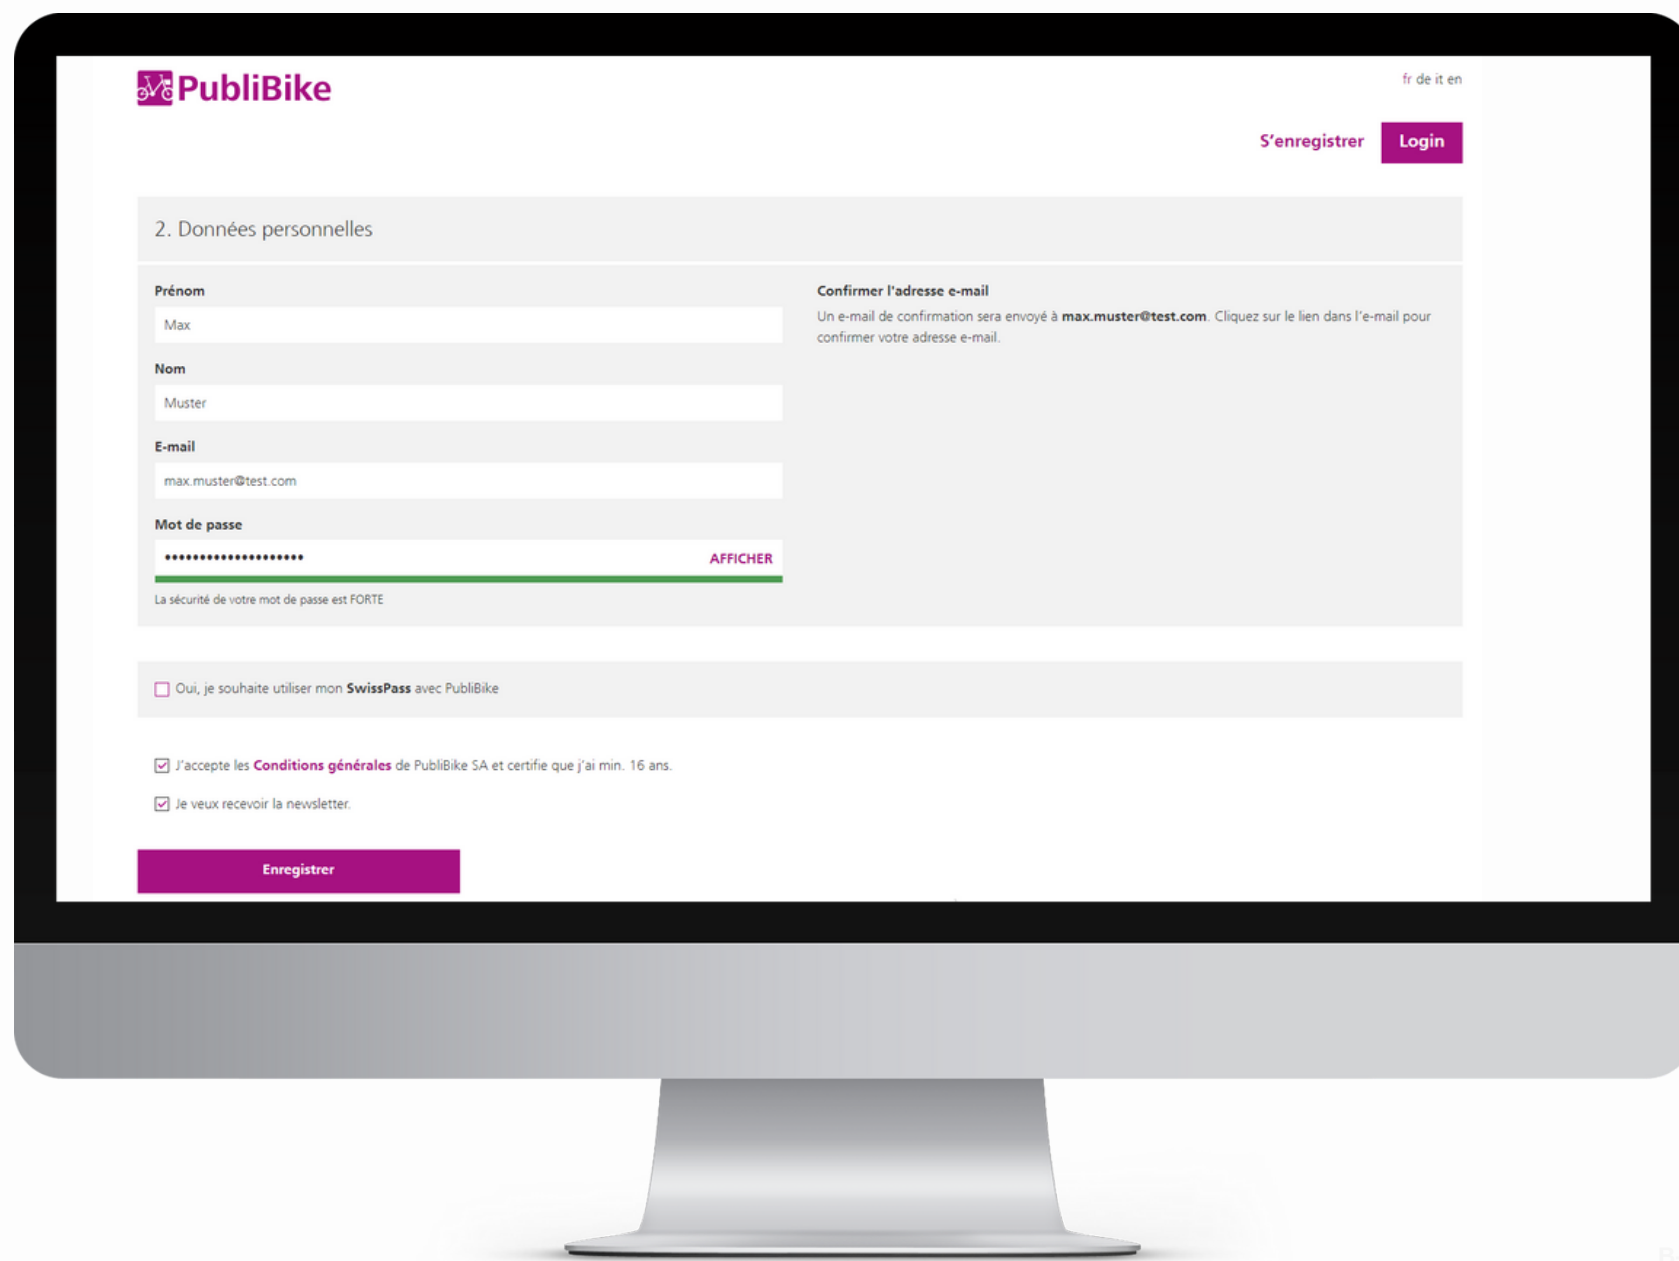 PubliBike
fr de it en
S'enregistrer
Login
2. Données personnelles
Prénom
Max
Nom
Muster
E-mail
max.muster@test.com
Mot de passe
•••••••••••••••••••• AFFICHER
La sécurité de votre mot de passe est FORTE
Confirmer l'adresse e-mail
Un e-mail de confirmation sera envoyé à max.muster@test.com. Cliquez sur le lien dans l'e-mail pour
confirmer votre adresse e-mail.
Oui, je souhaite utiliser mon SwissPass avec PubliBike
J'accepte les Conditions générales de PubliBike SA et certifie que j'ai min. 16 ans.
Je veux recevoir la newsletter.
Enregistrer